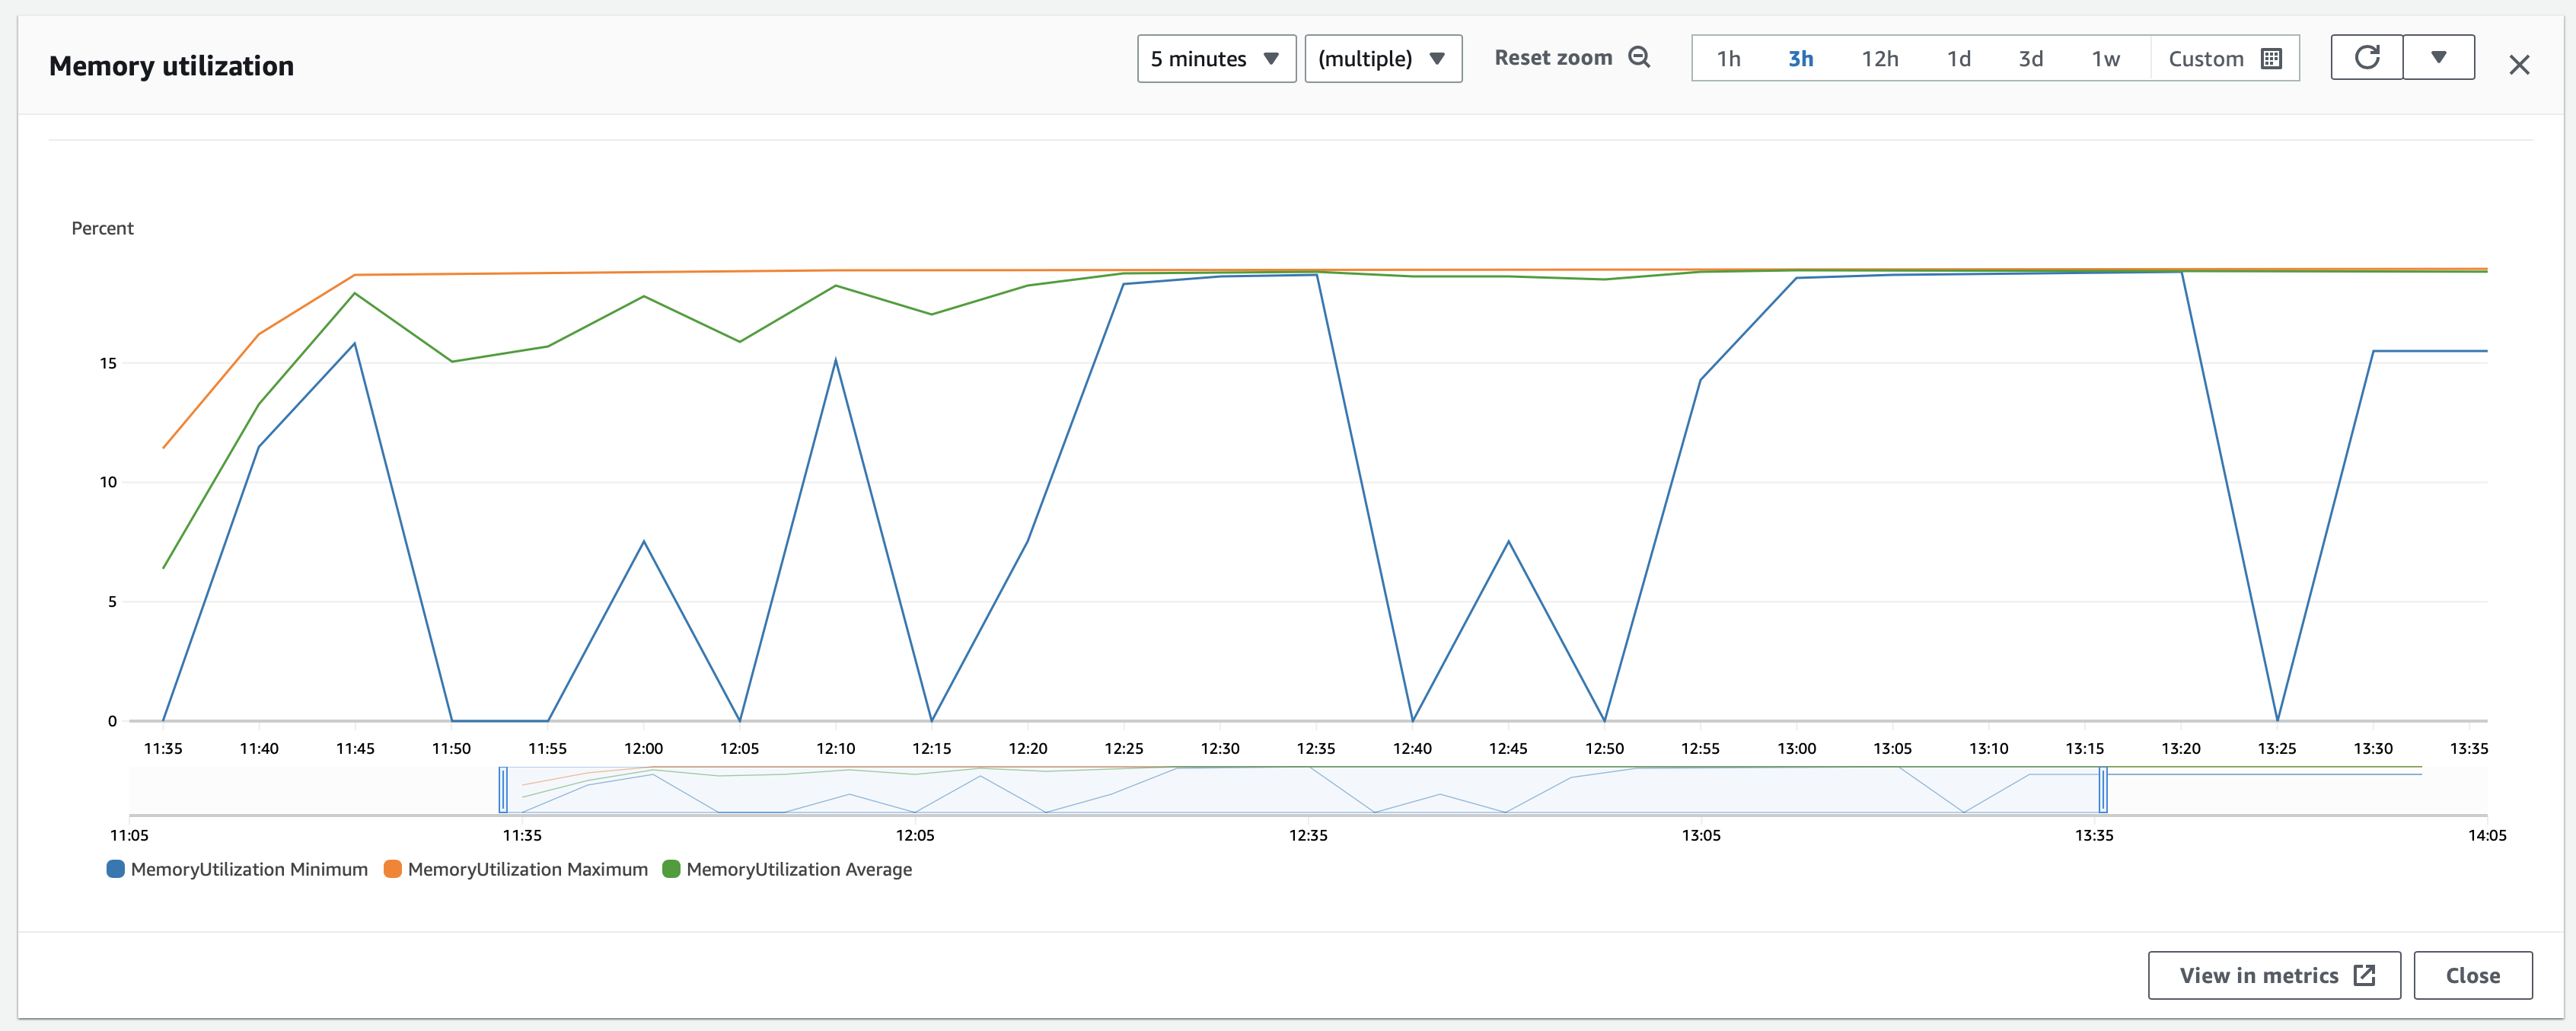 Memory utilization
5 minutes (multiple) Reset zoom 1h 3h 12h 1d 3d 1w Custom
Percent
15
10
5
0
11:35 11:40 11:45 11:50 11:55 12:00 12:05 12:10 12:15 12:20 12:25 12:30 12:35 12:40 12:45 12:50 12:55 13:00 13:05 13:10 13:15 13:20 13:25 13:30 13:35
11:05 11:35 12:05 12:35 13:05 13:35 14:05
MemoryUtilization Minimum MemoryUtilization Maximum MemoryUtilization Average
View in metrics Close